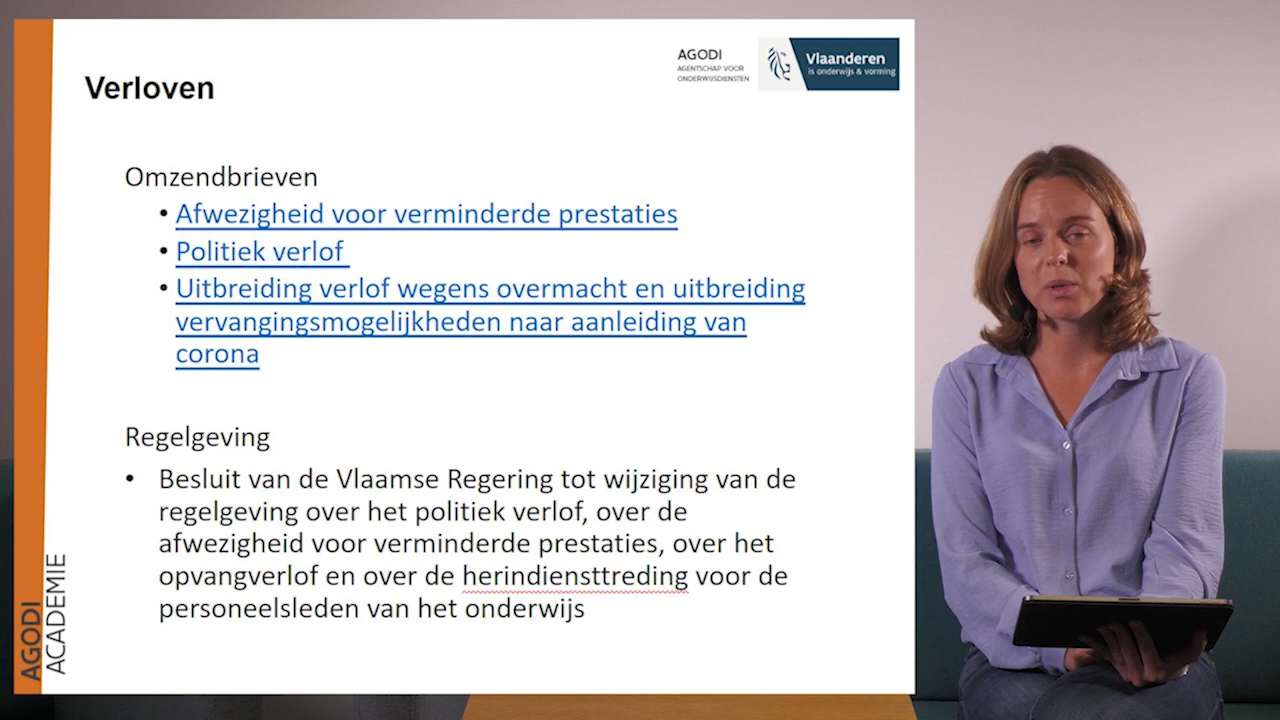 AGODI
AGENTSCHAP VOOR
ONDERWIJSDIENSTEN
Vlaanderen
is onderwijs & vorming
Verloven
Omzendbrieven
• Afwezigheid voor verminderde prestaties
• Politiek verlof
• Uitbreiding verlof wegens overmacht en uitbreiding
vervangingsmogelijkheden naar aanleiding van
corona
Regelgeving
• Besluit van de Vlaamse Regering tot wijziging van de
regelgeving over het politiek verlof, over de
afwezigheid voor verminderde prestaties, over het
opvangverlof en over de herindiensttreding voor de
personeelsleden van het onderwijs
AGODI
ACADEMIE